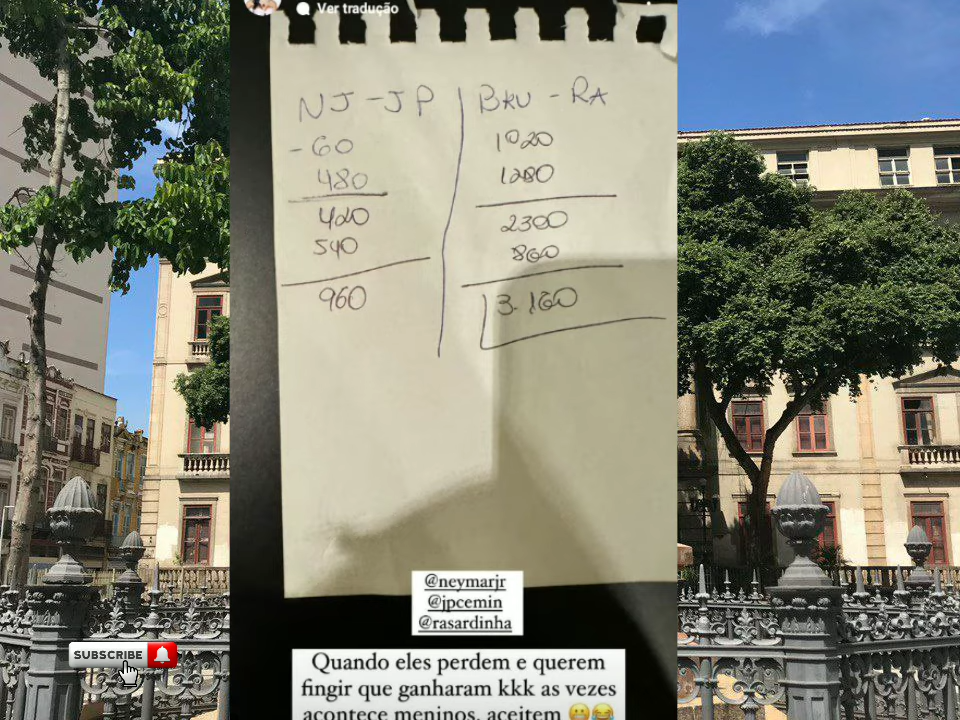 Ver tradução
NJ - JP
- 60
480
420
540
960
BRU - RA
1020
1280
2300
860
3.160
@neymarjr
@jpcemin
@rasardinha
SUBSCRIBE
Quando eles perdem e querem
fingir que ganharam kkk as vezes
acontece meninos, aceitem 😬😂